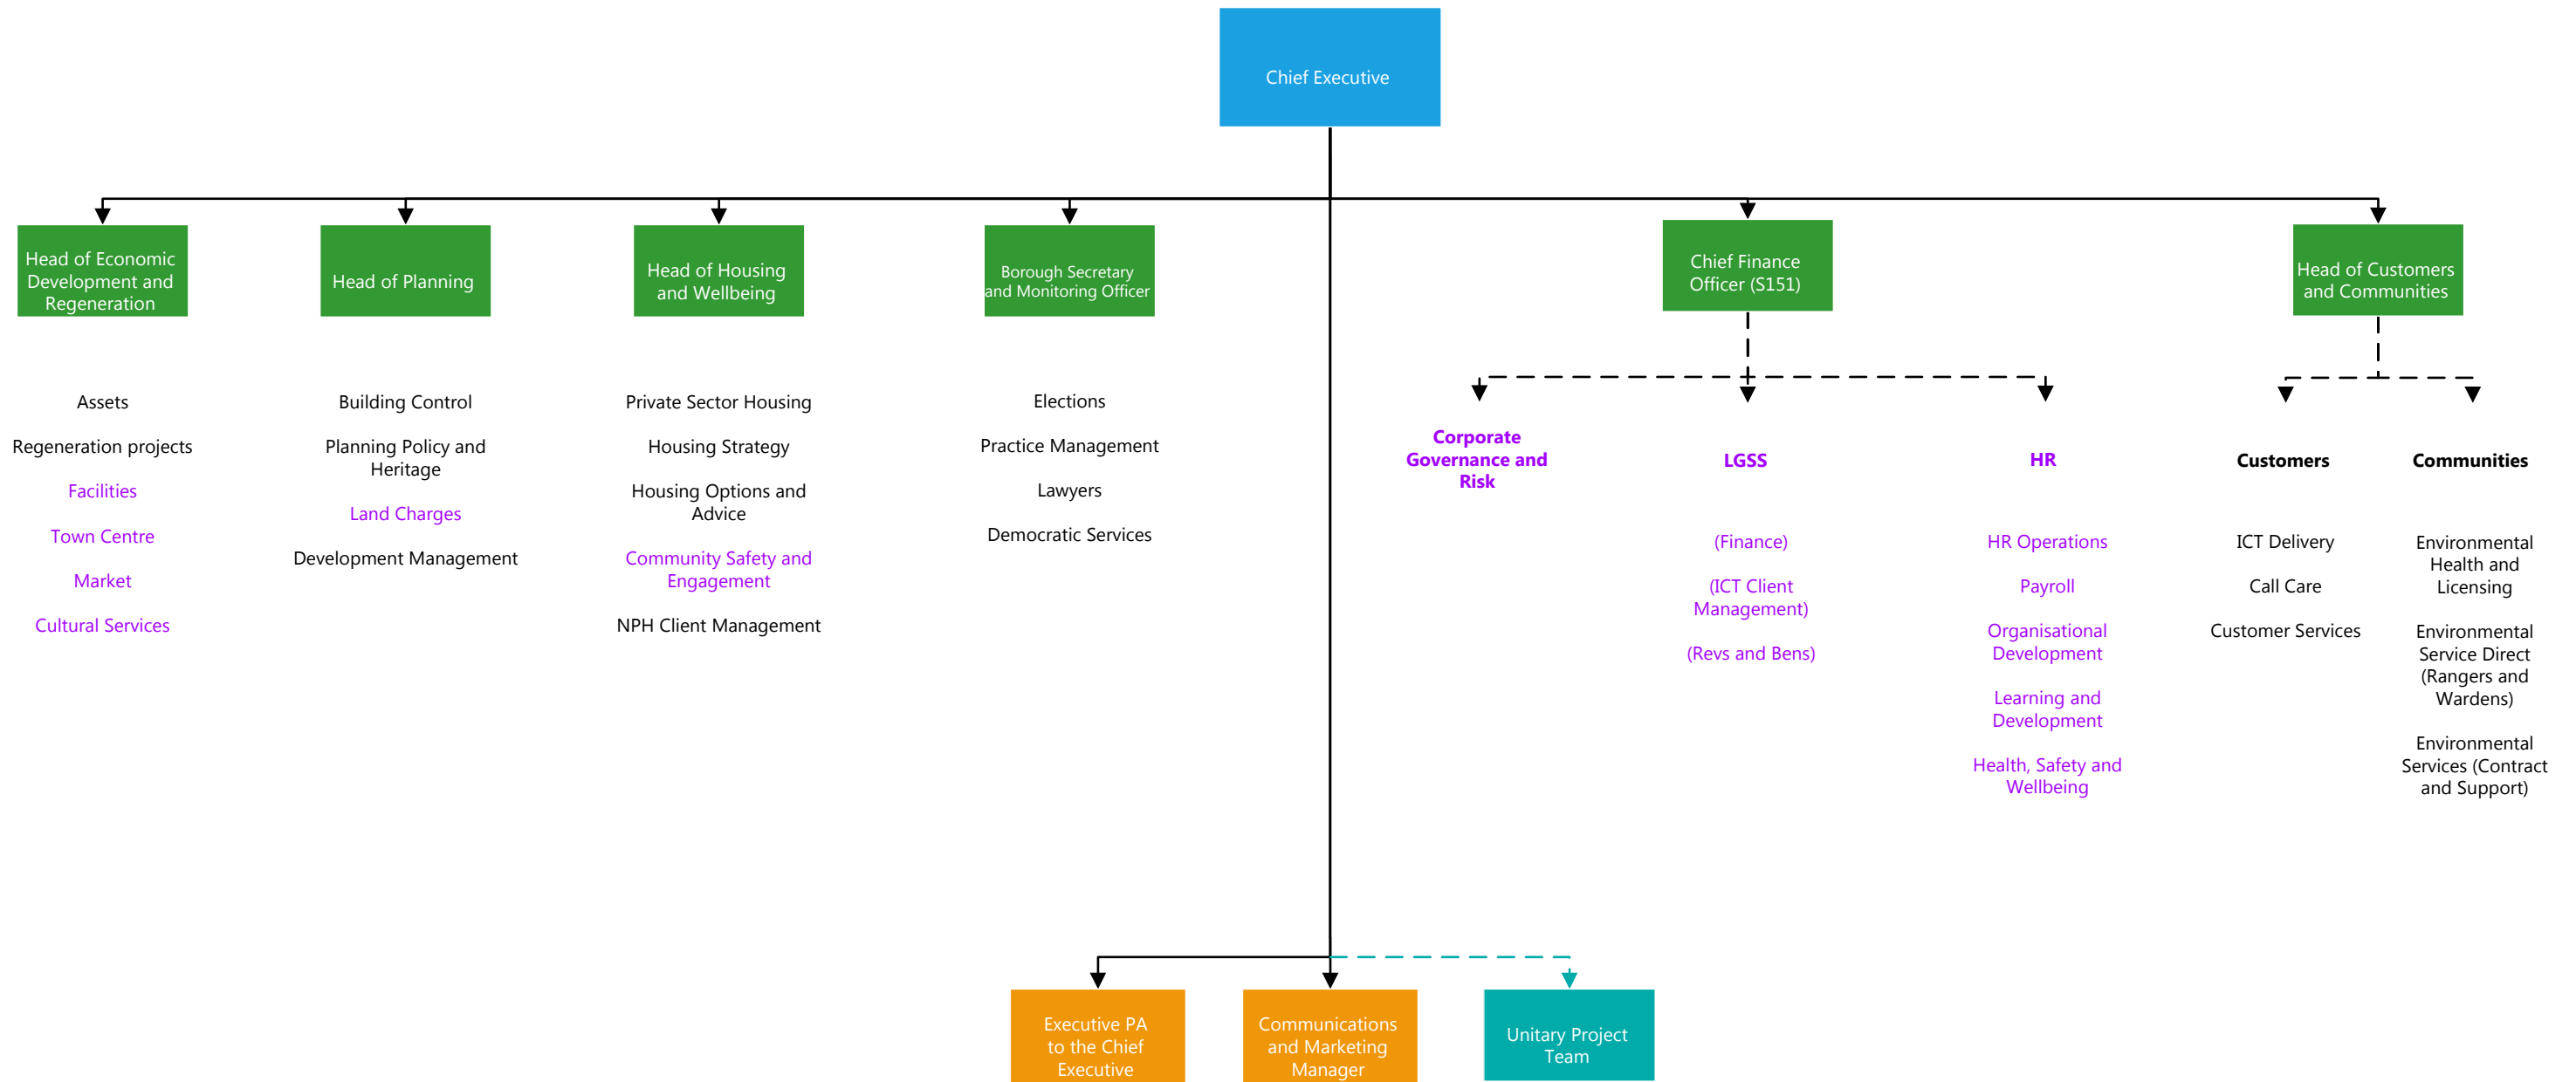 Chief Executive
Head of Economic
Development and
Regeneration
Head of Planning
Head of Housing
and Wellbeing
Borough Secretary
and Monitoring Officer
Chief Finance
Officer (S151)
Head of Customers
and Communities
Assets
Regeneration projects
Facilities
Town Centre
Market
Cultural Services
Building Control
Planning Policy and
Heritage
Land Charges
Development Management
Private Sector Housing
Housing Strategy
Housing Options and
Advice
Community Safety and
Engagement
NPH Client Management
Elections
Practice Management
Lawyers
Democratic Services
Corporate
Governance and
Risk
LGSS
(Finance)
(ICT Client
Management)
(Revs and Bens)
HR
HR Operations
Payroll
Organisational
Development
Learning and
Development
Health, Safety and
Wellbeing
Customers
ICT Delivery
Call Care
Customer Services
Communities
Environmental
Health and
Licensing
Environmental
Service Direct
(Rangers and
Wardens)
Environmental
Services (Contract
and Support)
Executive PA
to the Chief
Executive
Communications
and Marketing
Manager
Unitary Project
Team